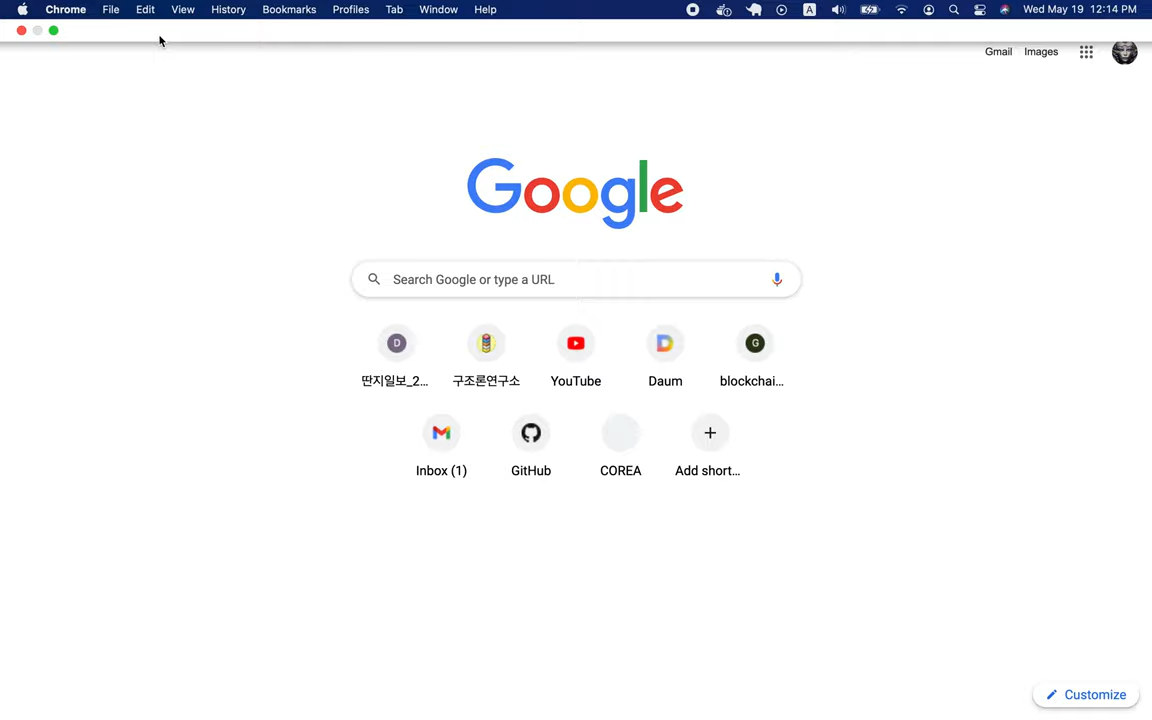 Chrome File Edit View History Bookmarks Profiles Tab Window Help A Wed May 19 12:14 PM
Gmail Images
Google
Search Google or type a URL
D G
딴지일보_2... 구조론연구소 YouTube Daum blockchai...
Inbox (1) GitHub COREA Add short...
Customize